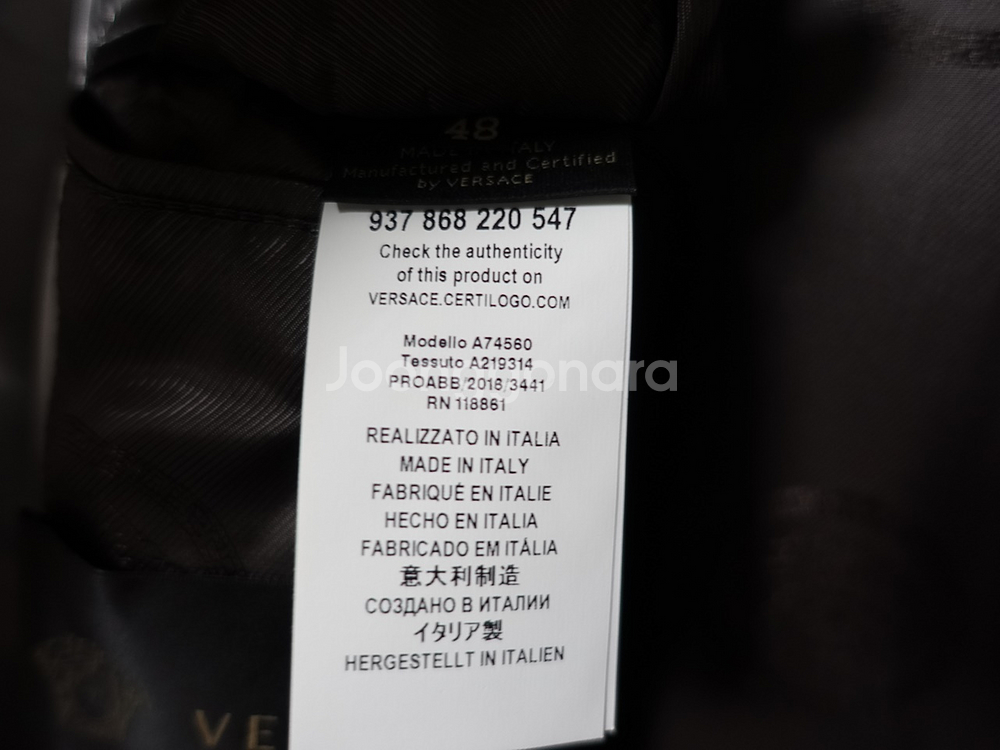 48
MADE IN ITALY
Manufactured and Certified
by VERSACE
937 868 220 547
Check the authenticity
of this product on
VERSACE.CERTILOGO.COM
Modello A74560
Tessuto A219314
PROABB/2016/3441
RN 118861
REALIZZATO IN ITALIA
MADE IN ITALY
FABRIQUÉ EN ITALIE
HECHO EN ITALIA
FABRICADO EM ITÁLIA
意大利制造
СОЗДАНО В ИТАЛИИ
イタリア製
HERGESTELLT IN ITALIEN
VE